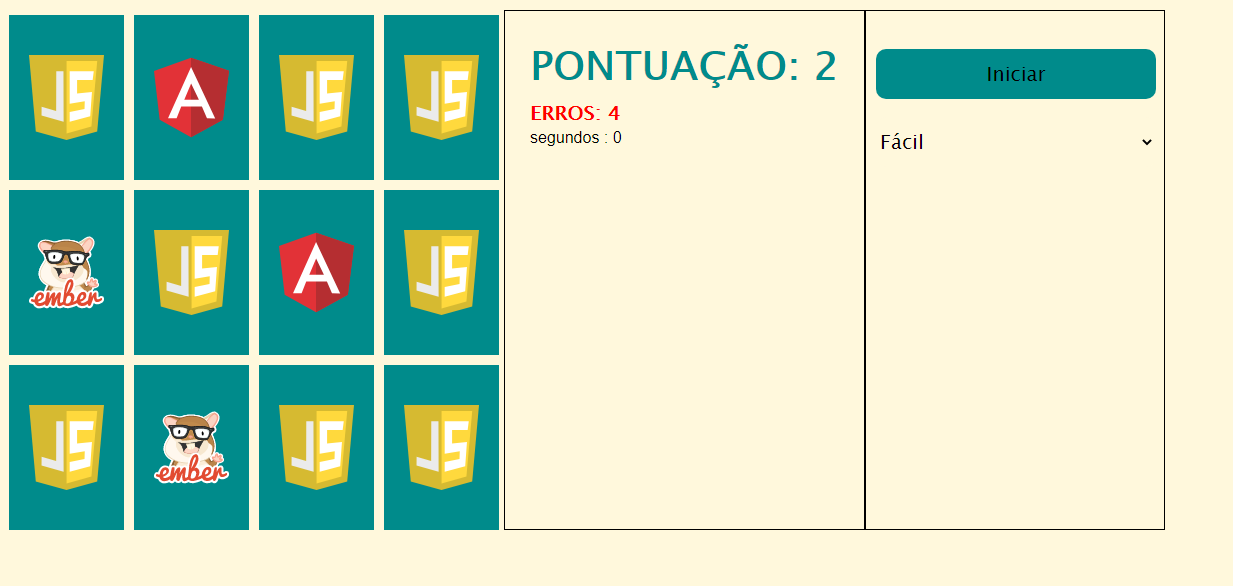 JS
A
JS
JS
ember
JS
A
JS
JS
ember
JS
JS
PONTUAÇÃO: 2
ERROS: 4
segundos : 0
Iniciar
Fácil